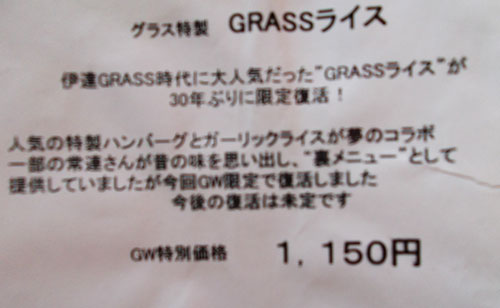 グラス特製 GRASSライス
伊達GRASS時代に大人気だった”GRASSライス”が
30年ぶりに限定復活！
人気の特製ハンバーグとガーリックライスが夢のコラボ
一部の常連さんが昔の味を思い出し、“裏メニュー”として
提供していましたが今回GW限定で復活しました
今後の復活は未定です
GW特別価格 1，150円